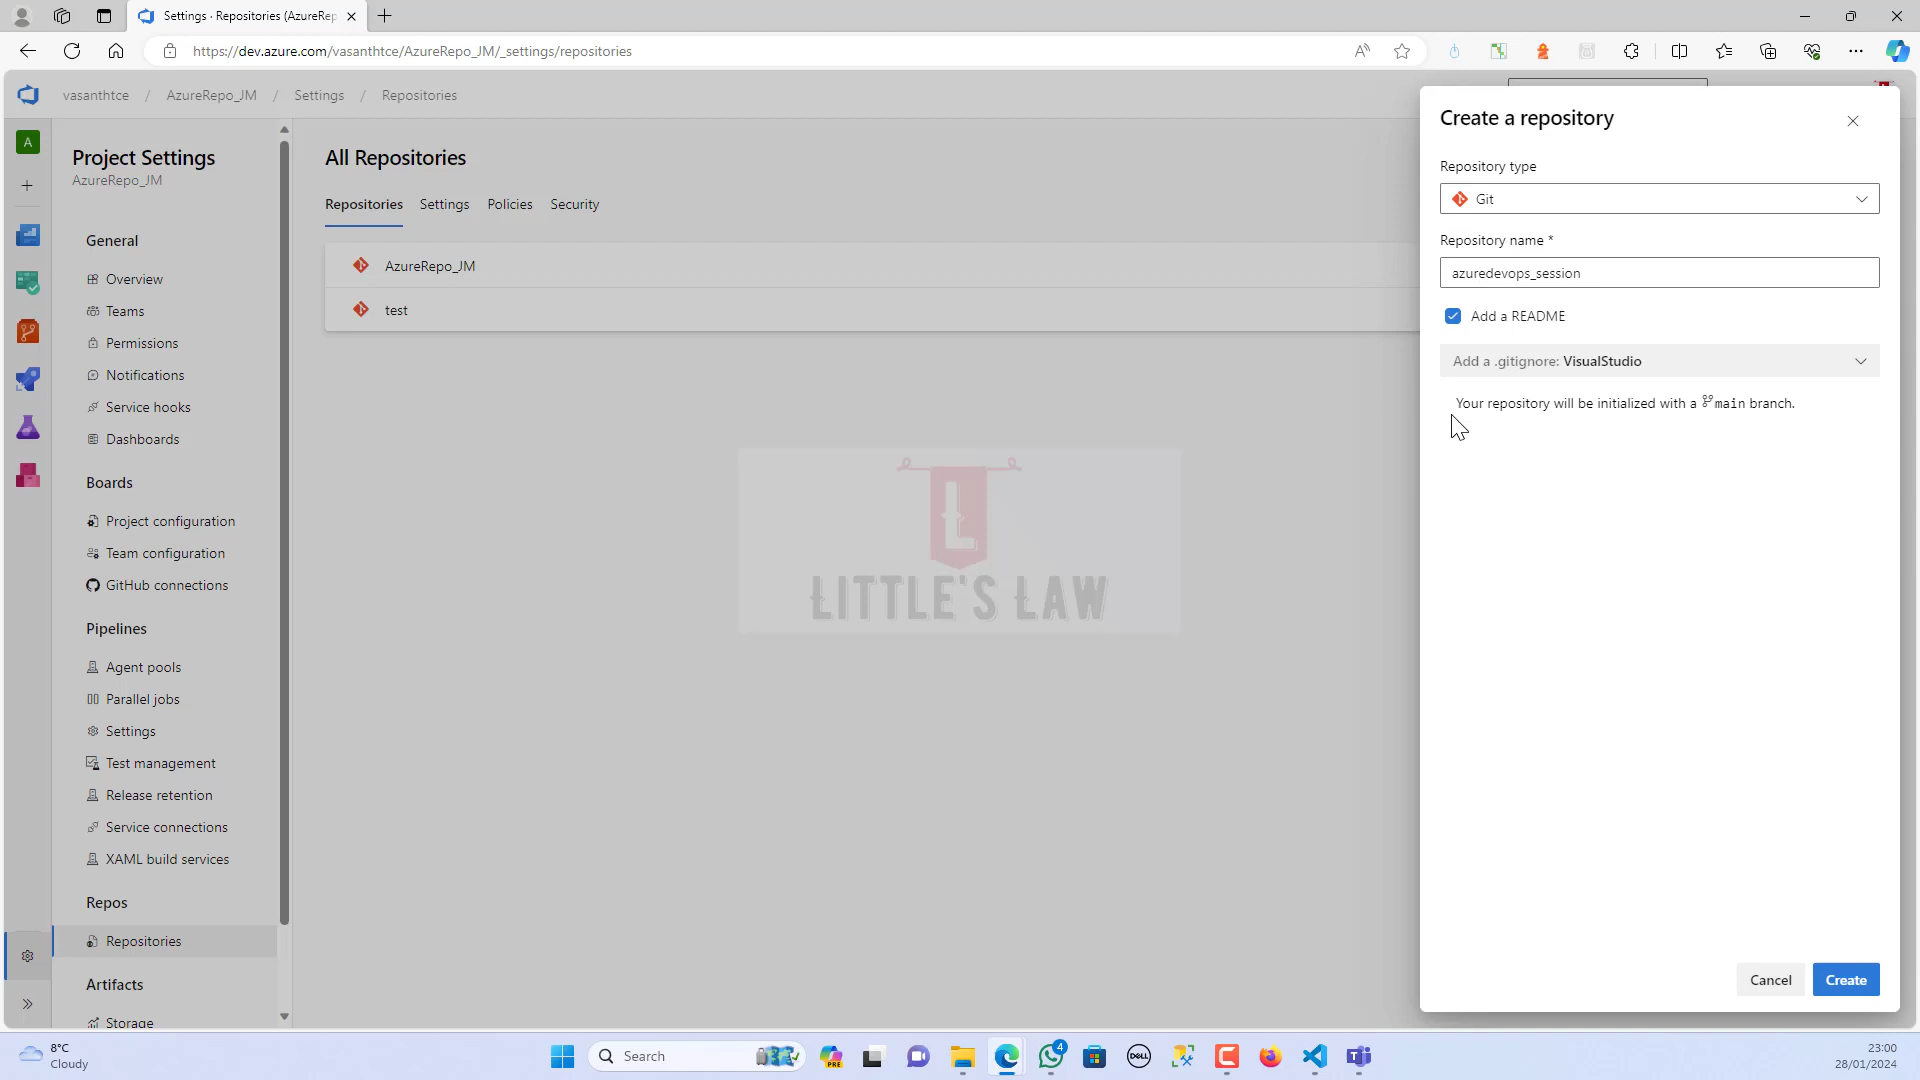 Settings · Repositories (AzureRep
https://dev.azure.com/vasanthtce/AzureRepo_JM/_settings/repositories
vasanthtce / AzureRepo_JM / Settings / Repositories
A
Project Settings
AzureRepo_JM
General
Overview
Teams
Permissions
Notifications
Service hooks
Dashboards
Boards
Project configuration
Team configuration
GitHub connections
Pipelines
Agent pools
Parallel jobs
Settings
Test management
Release retention
Service connections
XAML build services
Repos
Repositories
Artifacts
Storage
All Repositories
Repositories Settings Policies Security
AzureRepo_JM
test
L
LITTLE'S LAW
Create a repository
Repository type
Git
Repository name *
azuredevops_session
Add a README
Add a .gitignore: VisualStudio
Your repository will be initialized with a main branch.
Cancel Create
8°C
Cloudy
Search
PRE
4
DELL
23:00
28/01/2024